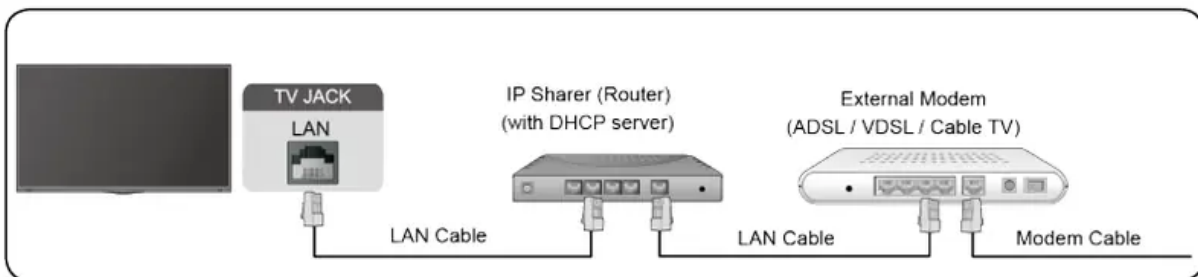 TV JACK
LAN
IP Sharer (Router)
(with DHCP server)
External Modem
(ADSL / VDSL / Cable TV)
LAN Cable
LAN Cable
Modem Cable